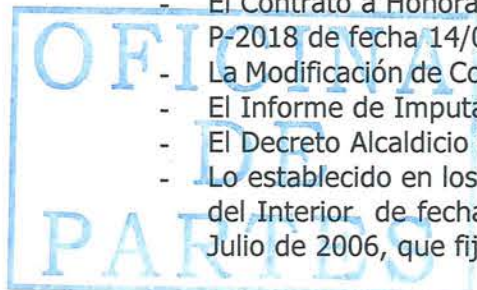 - El Contrato a Honora
P-2018 de fecha 14/0
- La Modificación de Co
- El Informe de Imputa
- El Decreto Alcaldicio
- Lo establecido en los
del Interior de fecha
Julio de 2006, que fij
OFICINA
DE
PARTES